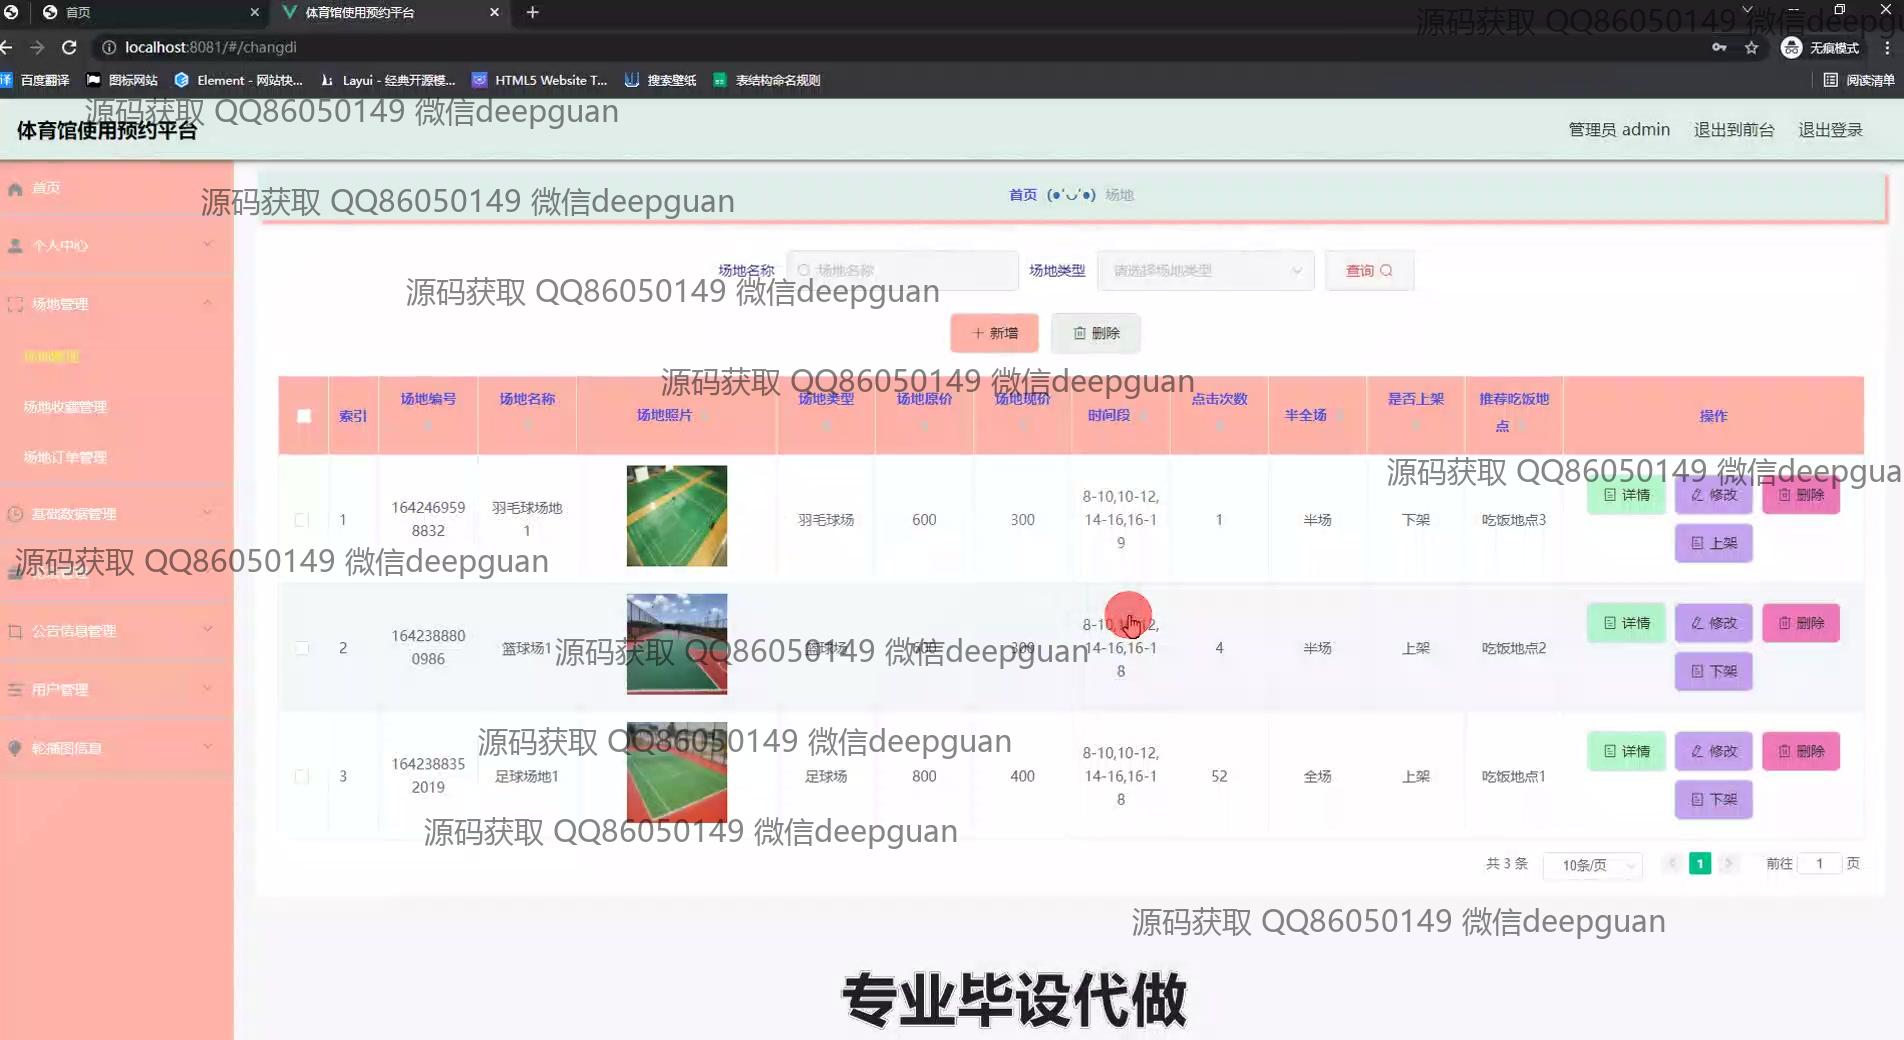 首页
体育馆使用预约平台
localhost:8081/#/changdi
无痕模式
百度翻译
图标网站
Element - 网站快...
Layui - 经典开源模...
HTML5 Website T...
搜索壁纸
表结构命名规则
阅读清单
源码获取 QQ86050149 微信deepgu
源码获取 QQ86050149 微信deepguan
体育馆使用预约平台
管理员 admin
退出到前台
退出登录
首页
源码获取 QQ86050149 微信deepguan
首页 (●'◡'●) 场地
个人中心
场地名称
场地名称
场地类型
请选择场地类型
查询
源码获取 QQ86050149 微信deepguan
场地管理
新增
删除
场地管理
源码获取 QQ86050149 微信deepguan
索引
场地编号
场地名称
场地照片
场地类型
场地原价
场地现价
时间段
点击次数
半全场
是否上架
推荐吃饭地
点
操作
场地收藏管理
场地订单管理
源码获取 QQ86050149 微信deepgua
1
164246959
8832
羽毛球场地
1
羽毛球场
600
300
8-10,10-12,
14-16,16-1
9
1
半场
下架
吃饭地点3
详情
修改
删除
上架
基础数据管理
源码获取 QQ86050149 微信deepguan
公告信息管理
2
164238880
0986
篮球场1
篮球场
600
300
14-16,16-1
8
4
半场
上架
吃饭地点2
详情
修改
删除
下架
源码获取 QQ86050149 微信deepguan
用户管理
轮播图信息
源码获取 QQ86050149 微信deepguan
3
164238835
2019
足球场地1
足球场
800
400
8-10,10-12,
14-16,16-1
8
52
全场
上架
吃饭地点1
详情
修改
删除
下架
源码获取 QQ86050149 微信deepguan
共 3 条
10条/页
1
前往 1 页
源码获取 QQ86050149 微信deepguan
专业毕设代做